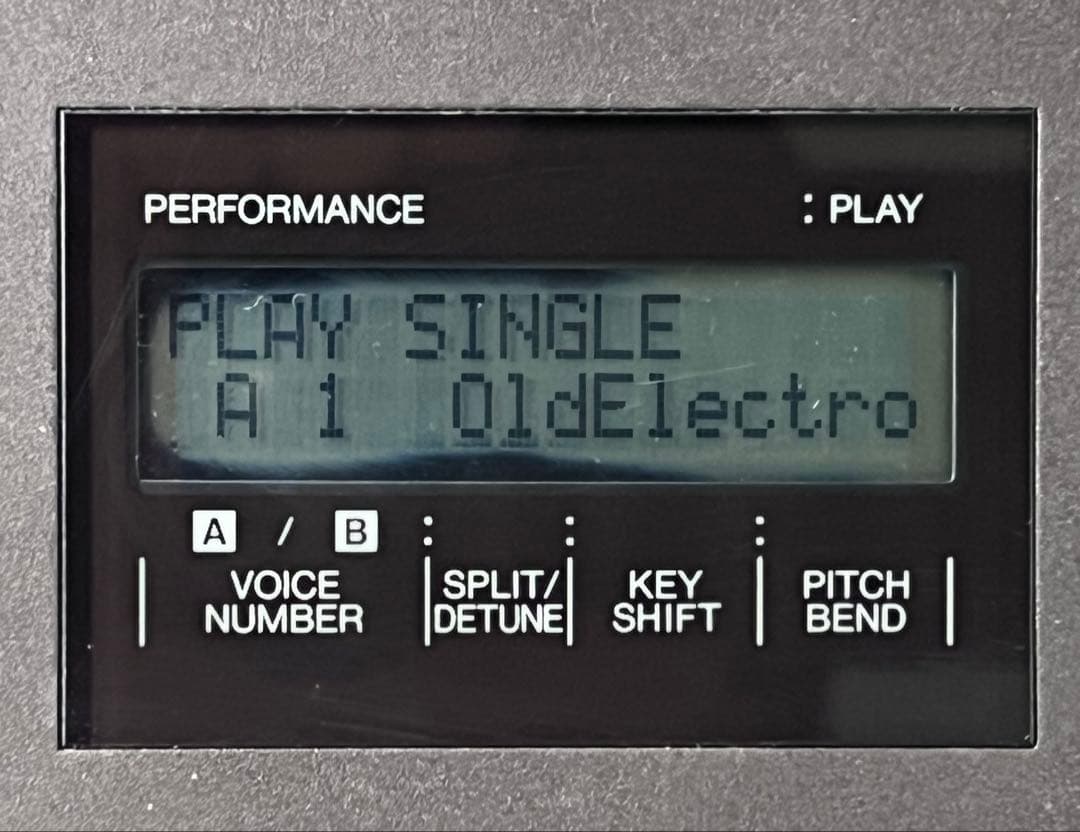 PERFORMANCE : PLAY
PLAY SINGLE
A 1 OldElectro
A / B : : :
VOICE NUMBER | SPLIT/DETUNE | KEY SHIFT | PITCH BEND